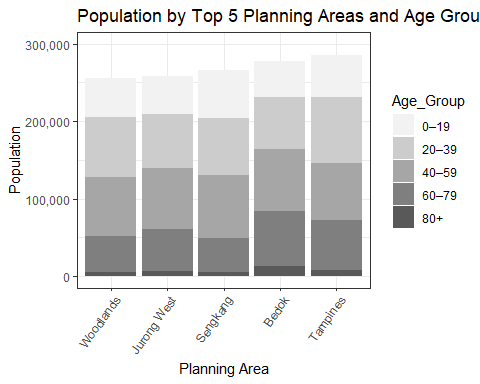 Population by Top 5 Planning Areas and Age Grou
300,000
200,000
100,000
0
Population
Woodlands
Jurong West
Sengkang
Bedok
Tampines
Planning Area
Age_Group
0–19
20–39
40–59
60–79
80+